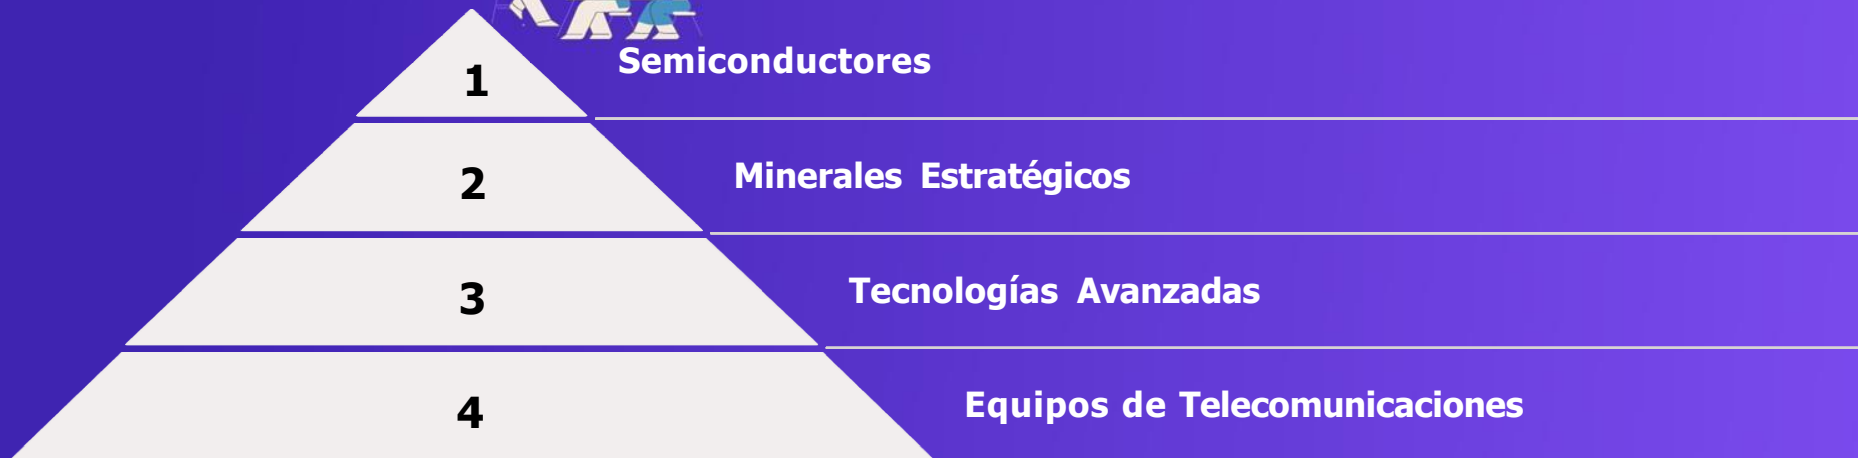 1
Semiconductores
2
Minerales Estratégicos
3
Tecnologías Avanzadas
4
Equipos de Telecomunicaciones